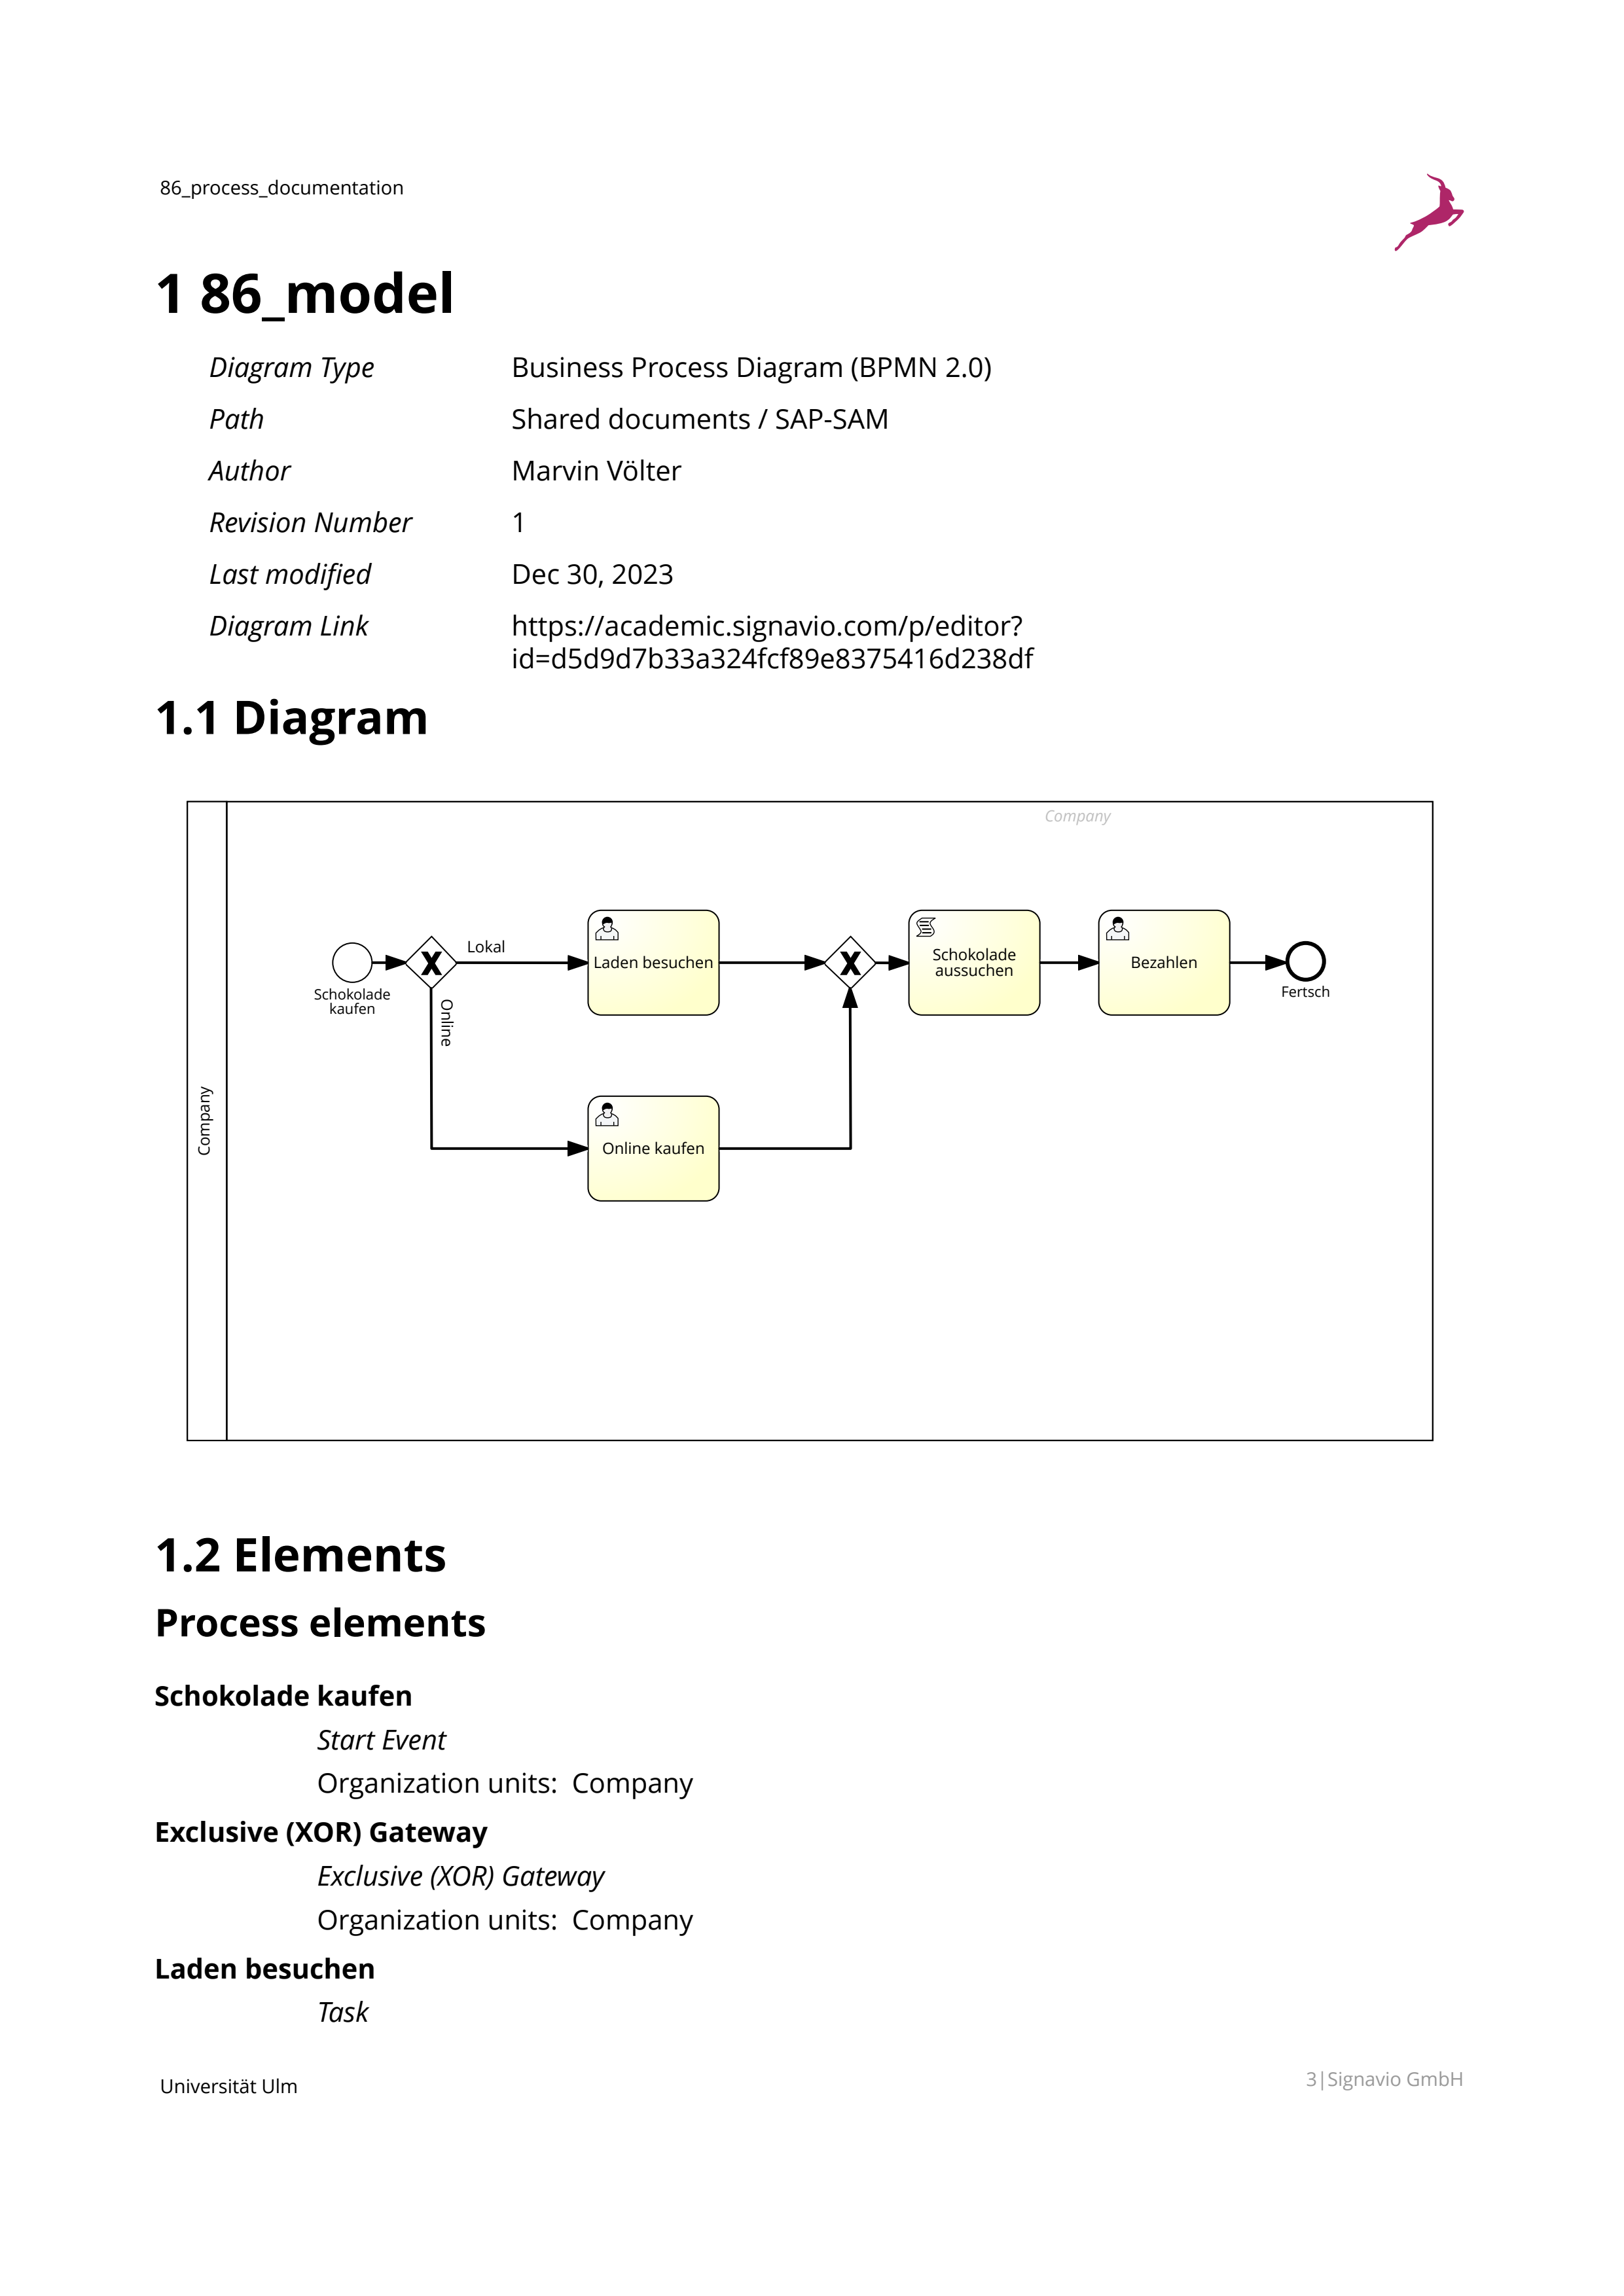 86_process_documentation
1 86_model
Diagram Type Business Process Diagram (BPMN 2.0)
Path Shared documents / SAP-SAM
Author Marvin Völter
Revision Number 1
Last modified Dec 30, 2023
Diagram Link https://academic.signavio.com/p/editor?
id=d5d9d7b33a324fcf89e8375416d238df
1.1 Diagram
Company
Company
Schokolade
kaufen
Lokal
Online
Laden besuchen
Online kaufen
Schokolade
aussuchen
Bezahlen
Fertsch
1.2 Elements
Process elements
Schokolade kaufen
Start Event
Organization units: Company
Exclusive (XOR) Gateway
Exclusive (XOR) Gateway
Organization units: Company
Laden besuchen
Task
Universität Ulm
3|Signavio GmbH